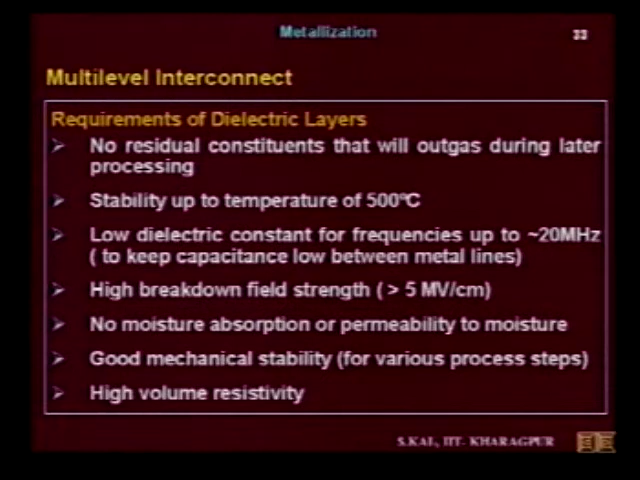 Metallization
33
Multilevel Interconnect
Requirements of Dielectric Layers
➢ No residual constituents that will outgas during later
processing
➢ Stability up to temperature of 500ºC
➢ Low dielectric constant for frequencies up to ~20MHz
( to keep capacitance low between metal lines)
➢ High breakdown field strength ( > 5 MV/cm)
➢ No moisture absorption or permeability to moisture
➢ Good mechanical stability (for various process steps)
➢ High volume resistivity
S.KAL, IIT- KHARAGPUR